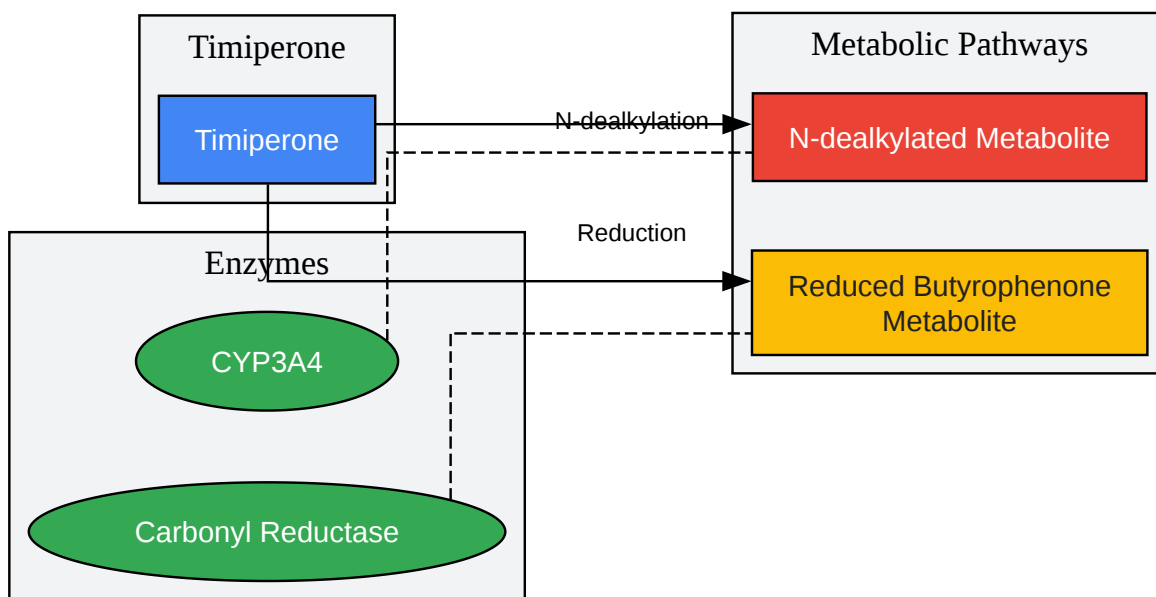 Timiperone
Timiperone
Metabolic Pathways
N-dealkylation
N-dealkylated Metabolite
Reduction
Reduced Butyrophenone
Metabolite
Enzymes
CYP3A4
Carbonyl Reductase